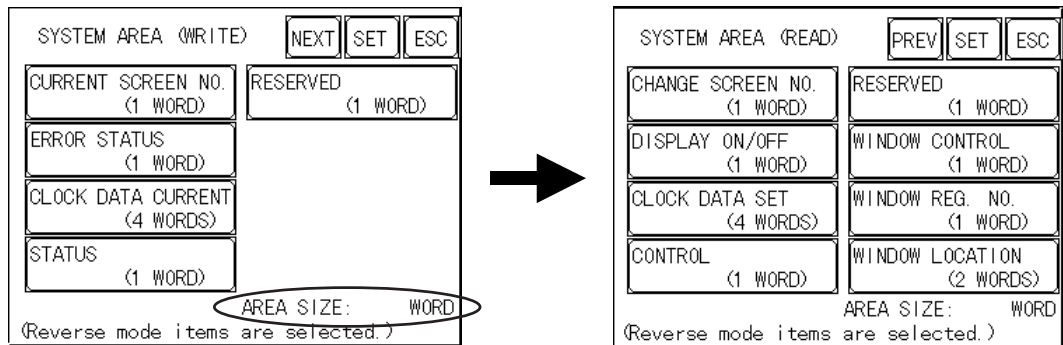 SYSTEM AREA (WRITE) NEXT SET ESC
CURRENT SCREEN NO. (1 WORD)
RESERVED (1 WORD)
ERROR STATUS (1 WORD)
CLOCK DATA CURRENT (4 WORDS)
STATUS (1 WORD)
AREA SIZE: WORD
(Reverse mode items are selected.)
SYSTEM AREA (READ) PREV SET ESC
CHANGE SCREEN NO. (1 WORD)
RESERVED (1 WORD)
DISPLAY ON/OFF (1 WORD)
WINDOW CONTROL (1 WORD)
CLOCK DATA SET (4 WORDS)
WINDOW REG. NO. (1 WORD)
CONTROL (1 WORD)
WINDOW LOCATION (2 WORDS)
AREA SIZE: WORD
(Reverse mode items are selected.)